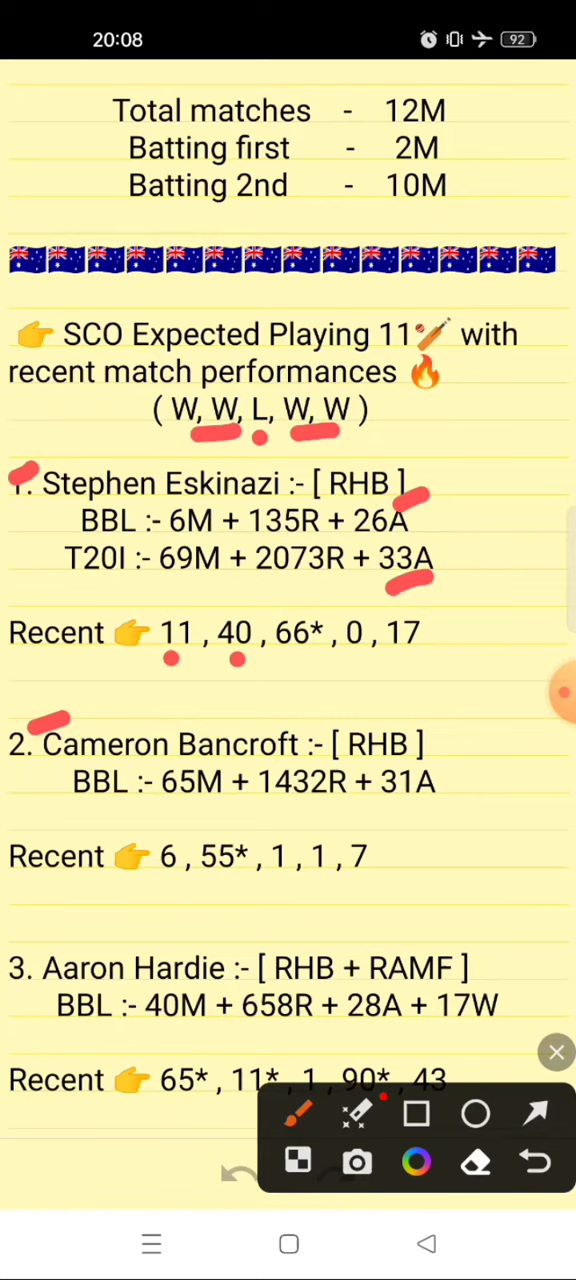 20:08
92
Total matches - 12M
Batting first - 2M
Batting 2nd - 10M
🇦🇺🇦🇺🇦🇺🇦🇺🇦🇺🇦🇺🇦🇺🇦🇺🇦🇺🇦🇺🇦🇺🇦🇺🇦🇺🇦🇺
👉 SCO Expected Playing 11🏏 with
recent match performances 🔥
( W, W, L, W, W )
1. Stephen Eskinazi :- [ RHB ]
BBL :- 6M + 135R + 26A
T20I :- 69M + 2073R + 33A
Recent 👉 11 , 40 , 66* , 0 , 17
2. Cameron Bancroft :- [ RHB ]
BBL :- 65M + 1432R + 31A
Recent 👉 6 , 55* , 1 , 1 , 7
3. Aaron Hardie :- [ RHB + RAMF ]
BBL :- 40M + 658R + 28A + 17W
Recent 👉 65* , 11* , 1 , 90* , 43